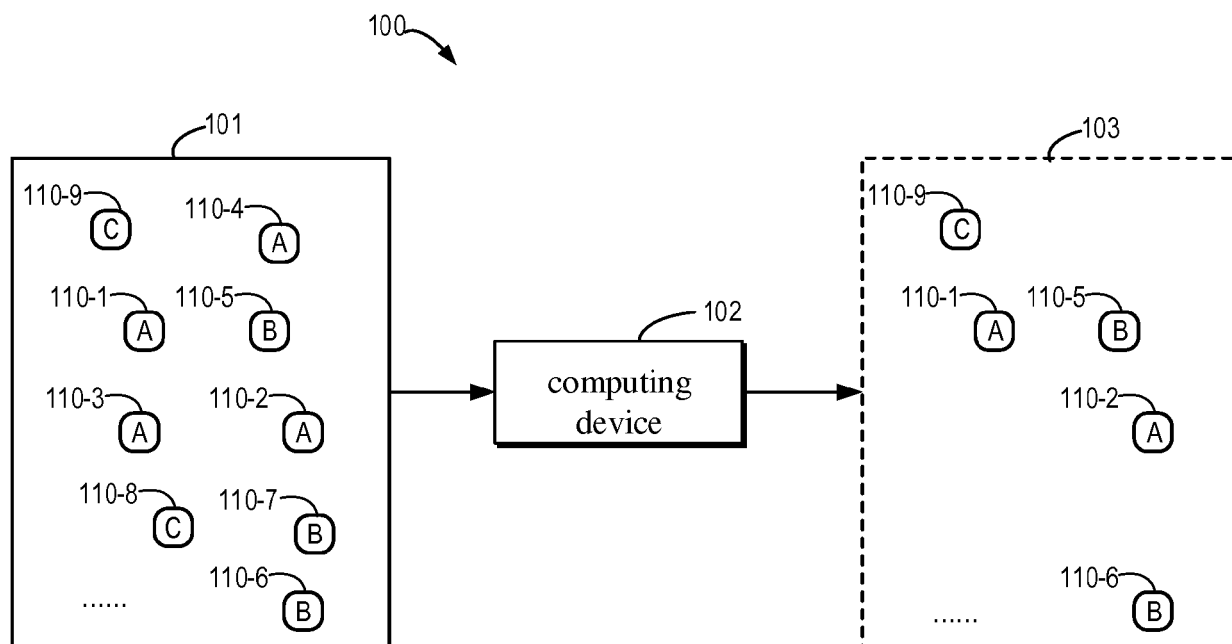 100
101
103
110-9
110-4
110-9
C
A
C
110-1
110-5
110-1
110-5
A
B
A
B
102
computing
device
110-3
110-2
110-2
A
A
A
110-8
110-7
C
B
110-6
110-6
......
B
......
B